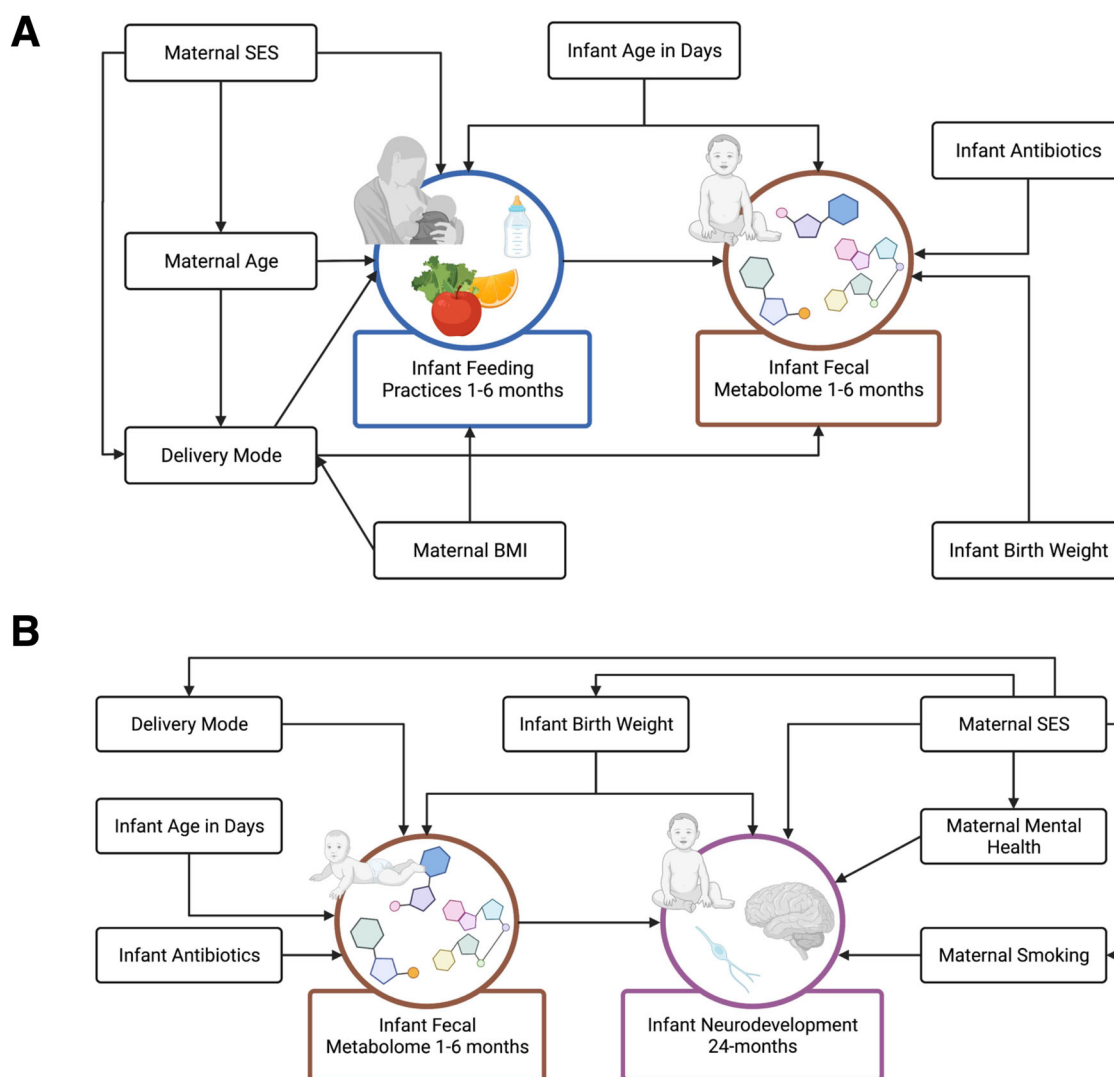 A
Maternal SES
Infant Age in Days
Infant Antibiotics
Maternal Age
Infant Feeding
Practices 1-6 months
Infant Fecal
Metabolome 1-6 months
Delivery Mode
Maternal BMI
Infant Birth Weight
B
Delivery Mode
Infant Birth Weight
Maternal SES
Infant Age in Days
Maternal Mental
Health
Infant Antibiotics
Maternal Smoking
Infant Fecal
Metabolome 1-6 months
Infant Neurodevelopment
24-months